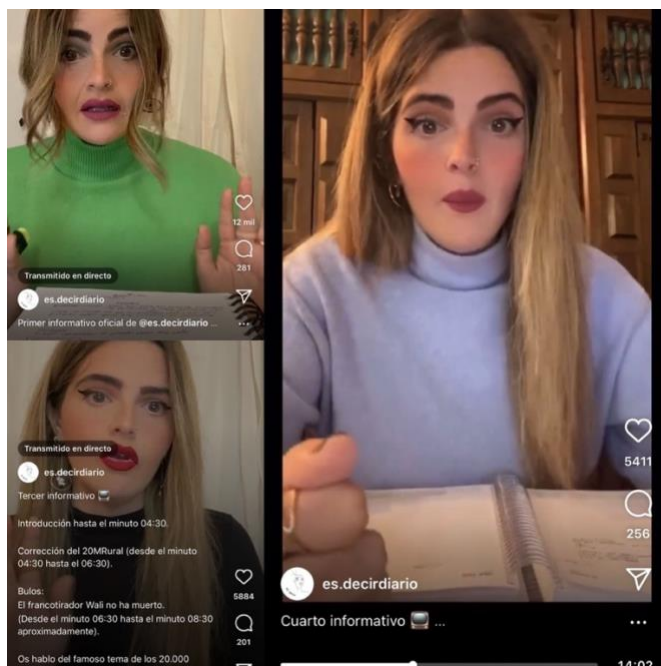 12 mil
281
Transmitido en directo
es.decirdiario
Primer informativo oficial de @es.decirdiario ...
Transmitido en directo
es.decirdiario
Tercer informativo
Introducción hasta el minuto 04:30.
Corrección del 20MRural (desde el minuto
04:30 hasta el 06:30).
Bulos:
El francotirador Wali no ha muerto.
(Desde el minuto 06:30 hasta el minuto 08:30
aproximadamente).
Os hablo del famoso tema de los 20.000
5884
201
5411
256
es.decirdiario
Cuarto informativo ...
14:02